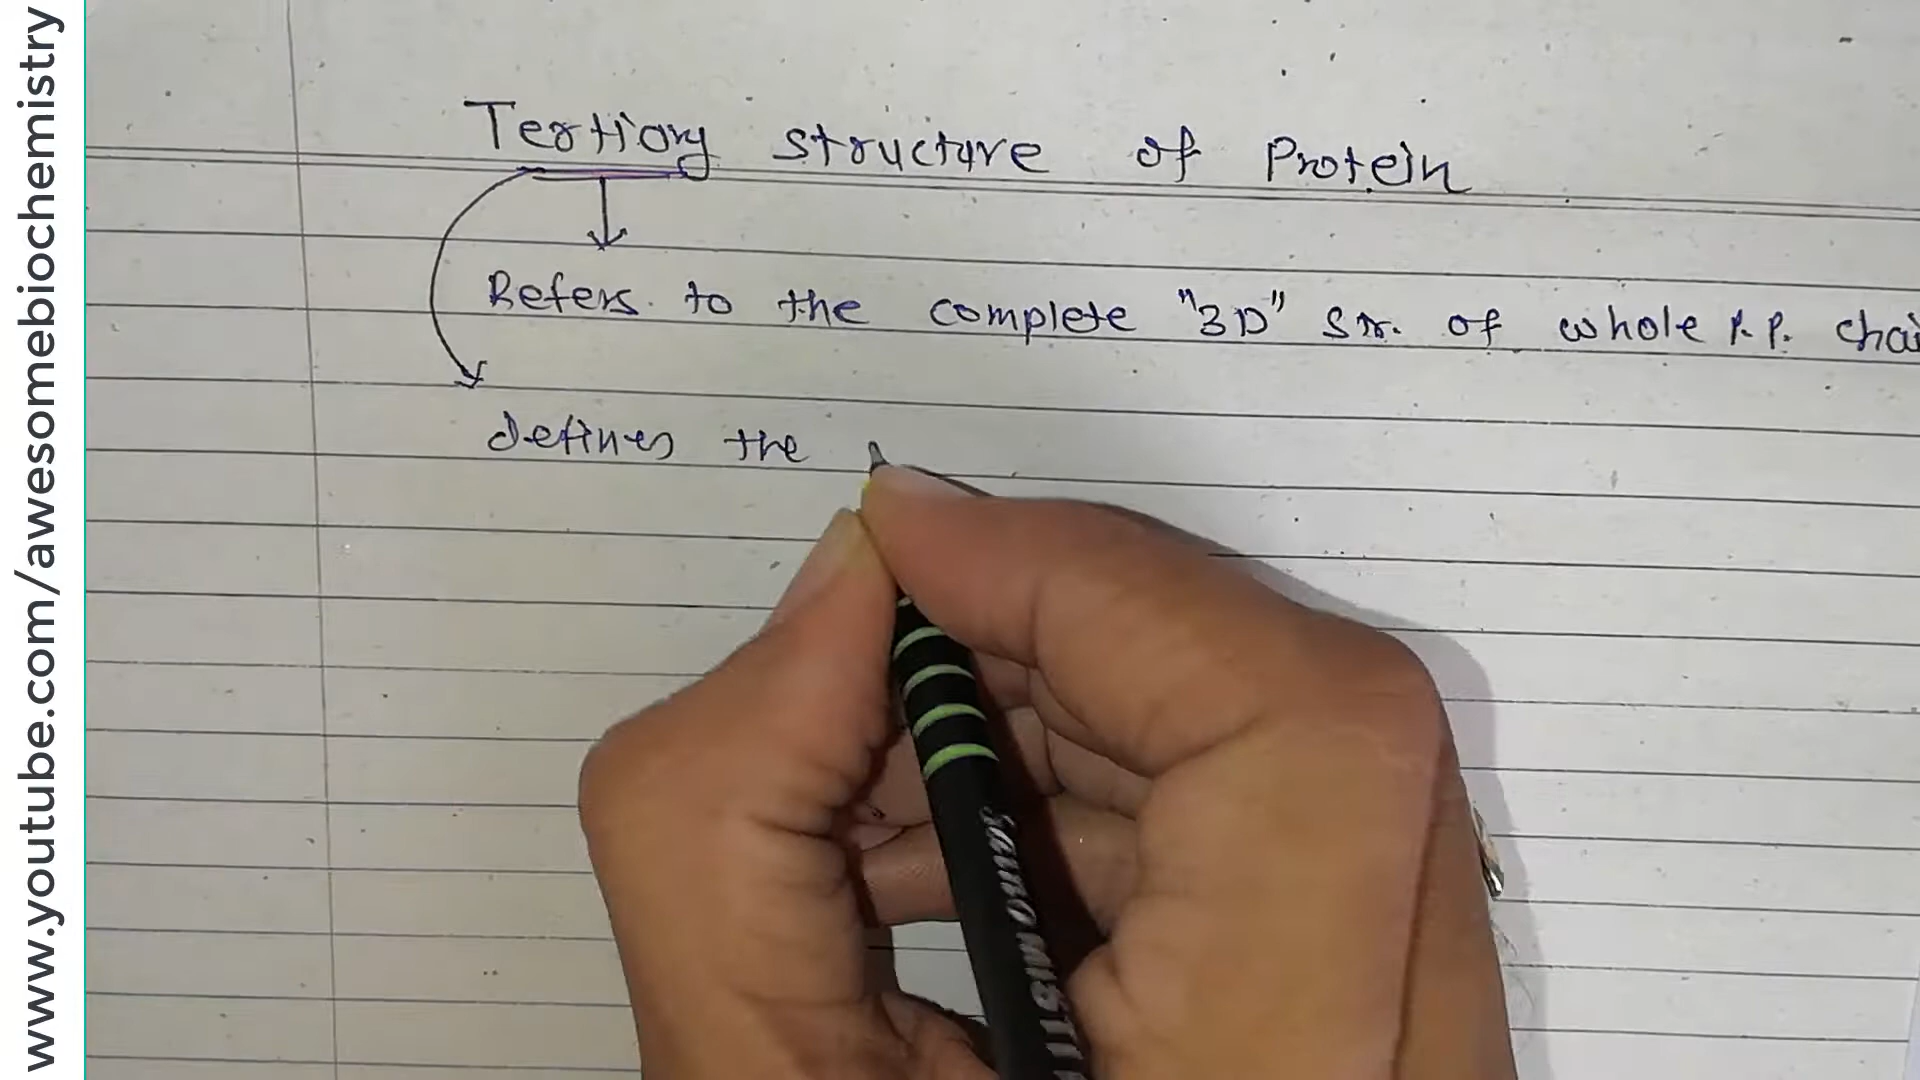 www.youtube.com/awesomebiochemistry
Tertiary structure of Protein
Refers to the complete "3D" Str. of whole P.P. chai
defines the